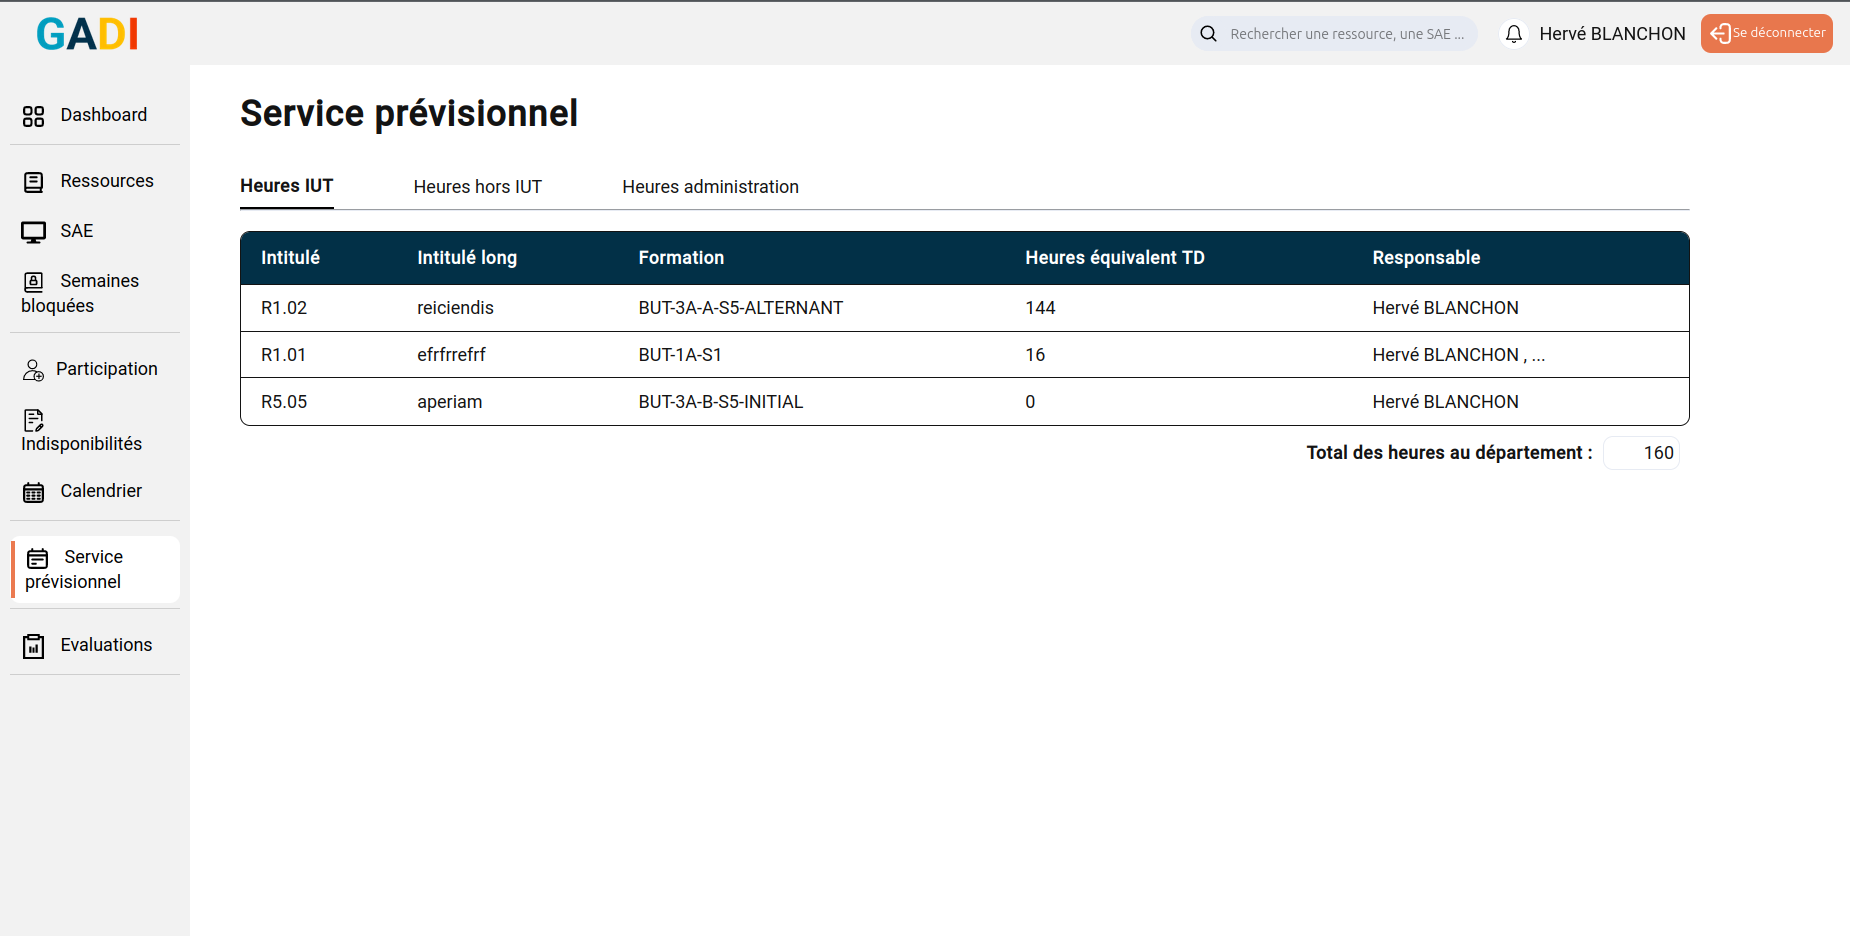 GADI
Rechercher une ressource, une SAE ...
Hervé BLANCHON
Se déconnecter
Dashboard
Ressources
SAE
Semaines
bloquées
Participation
Indisponibilités
Calendrier
Service
prévisionnel
Evaluations
Service prévisionnel
Heures IUT Heures hors IUT Heures administration
Intitulé Intitulé long Formation Heures équivalent TD Responsable
R1.02 reiciendis BUT-3A-A-S5-ALTERNANT 144 Hervé BLANCHON
R1.01 efrfrrefrf BUT-1A-S1 16 Hervé BLANCHON , ...
R5.05 aperiam BUT-3A-B-S5-INITIAL 0 Hervé BLANCHON
Total des heures au département : 160